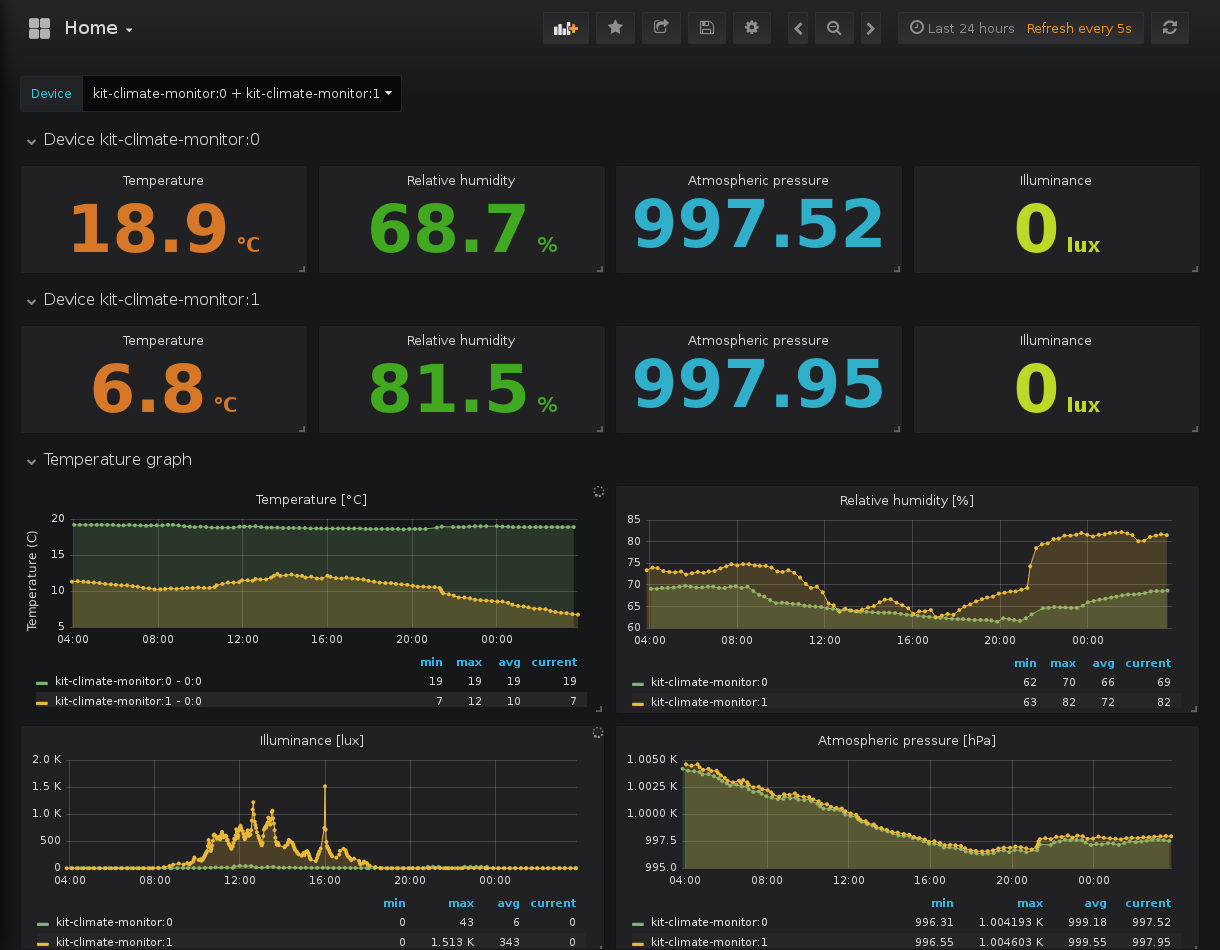 Home
Last 24 hours Refresh every 5s
Device kit-climate-monitor:0 + kit-climate-monitor:1
Device kit-climate-monitor:0
Temperature Relative humidity Atmospheric pressure Illuminance
18.9 °C 68.7 % 997.52 0 lux
Device kit-climate-monitor:1
Temperature Relative humidity Atmospheric pressure Illuminance
6.8 °C 81.5 % 997.95 0 lux
Temperature graph
Temperature [°C]
Temperature (C)
20
15
10
5
04:00 08:00 12:00 16:00 20:00 00:00
min max avg current
kit-climate-monitor:0 - 0:0 19 19 19 19
kit-climate-monitor:1 - 0:0 7 12 10 7
Relative humidity [%]
85
80
75
70
65
60
04:00 08:00 12:00 16:00 20:00 00:00
min max avg current
kit-climate-monitor:0 62 70 66 69
kit-climate-monitor:1 63 82 72 82
Illuminance [lux]
2.0 K
1.5 K
1.0 K
500
0
04:00 08:00 12:00 16:00 20:00 00:00
min max avg current
kit-climate-monitor:0 0 43 6 0
kit-climate-monitor:1 0 1.513 K 343 0
Atmospheric pressure [hPa]
1.0050 K
1.0025 K
1.0000 K
997.5
995.0
04:00 08:00 12:00 16:00 20:00 00:00
min max avg current
kit-climate-monitor:0 996.31 1.004193 K 999.18 997.52
kit-climate-monitor:1 996.55 1.004603 K 999.55 997.95